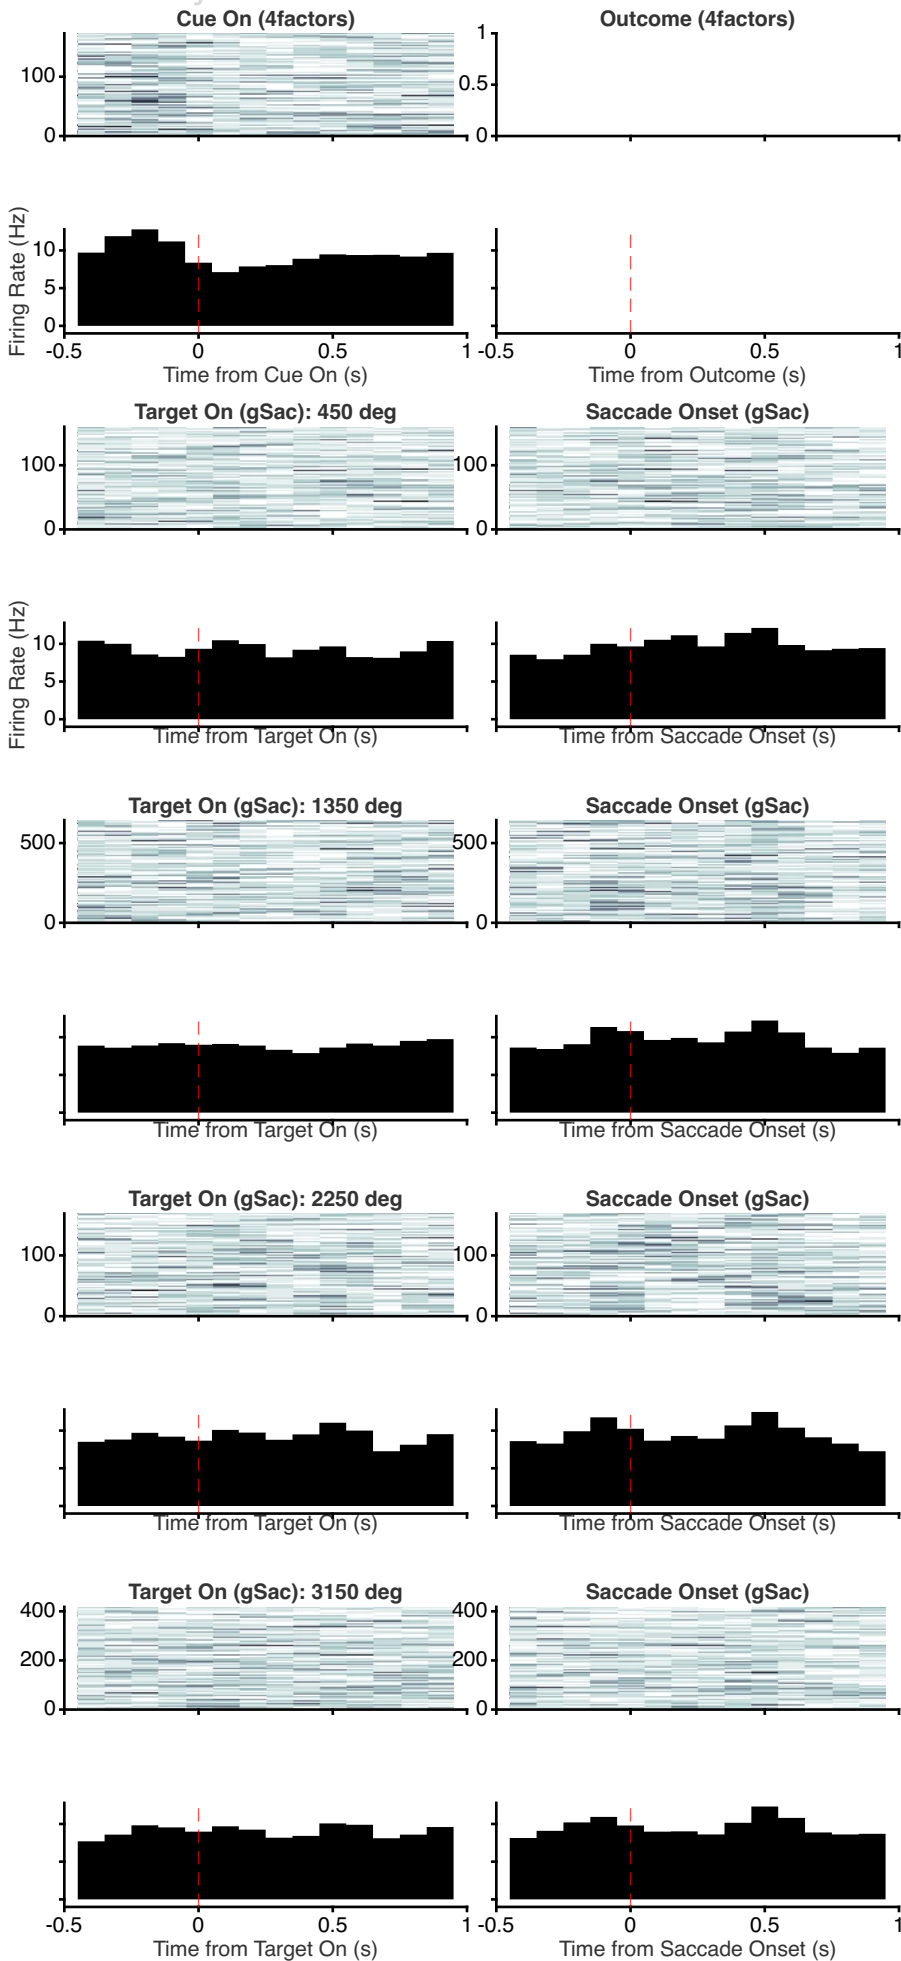 Cue On (4factors) Outcome (4factors)
100
0
1
0.5
0
Firing Rate (Hz)
10
5
0
-0.5 0 0.5 1
-0.5 0 0.5 1
Time from Cue On (s) Time from Outcome (s)
Target On (gSac): 450 deg Saccade Onset (gSac)
100
0
100
0
Firing Rate (Hz)
10
5
0
Time from Target On (s) Time from Saccade Onset (s)
Target On (gSac): 1350 deg Saccade Onset (gSac)
500
0
500
0
Time from Target On (s) Time from Saccade Onset (s)
Target On (gSac): 2250 deg Saccade Onset (gSac)
100
0
100
0
Time from Target On (s) Time from Saccade Onset (s)
Target On (gSac): 3150 deg Saccade Onset (gSac)
400
200
0
400
200
0
-0.5 0 0.5 1
-0.5 0 0.5 1
Time from Target On (s) Time from Saccade Onset (s)